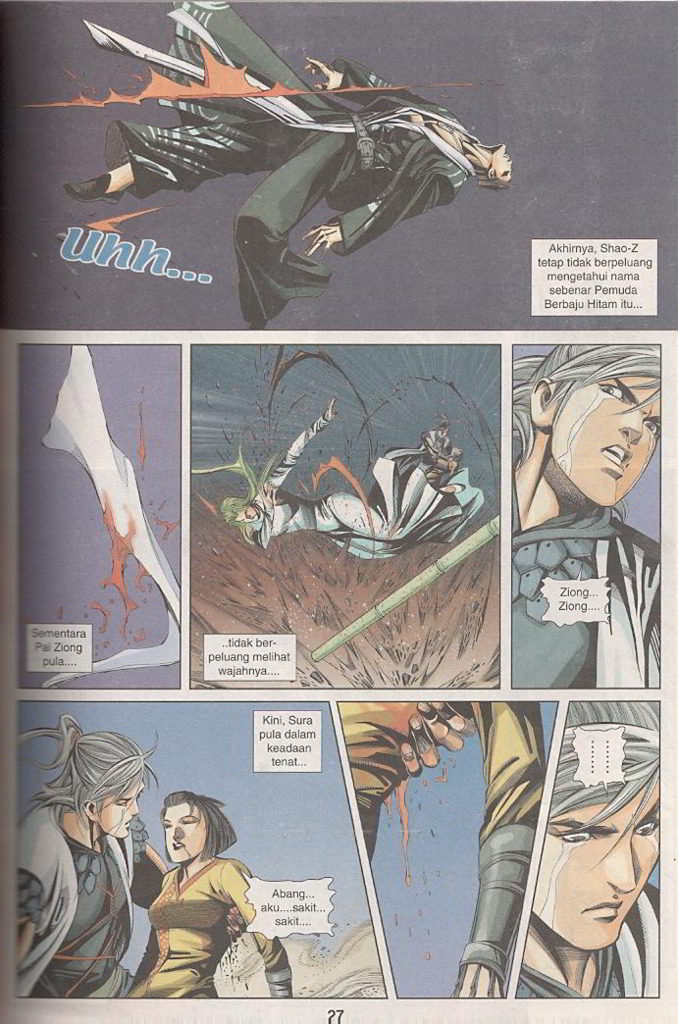 Uhh...
Akhirnya, Shao-Z
tetap tidak berpeluang
mengetahui nama
sebenar Pemuda
Berbaju Hitam itu...
Sementara
Pai Ziong
pula....
..tidak ber-
peluang melihat
wajahnya....
Ziong...
Ziong....
Kini, Sura
pula dalam
keadaan
tenat...
Abang...
aku....sakit...
sakit....
......
27